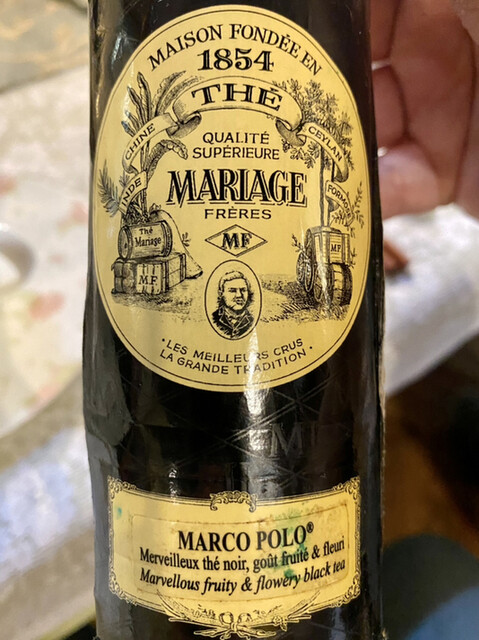 MAISON FONDÉE EN
1854
THÉ
CHINE
INDE
CEYLAN
FORMOSE
QUALITÉ
SUPÉRIEURE
MARIAGE
FRÈRES
MF
Thé
Mariage
MF
MF
• LES MEILLEURS CRUS
LA GRANDE TRADITION •
MARCO POLO®
Merveilleux thé noir, goût fruité & fleuri
Marvellous fruity & flowery black tea